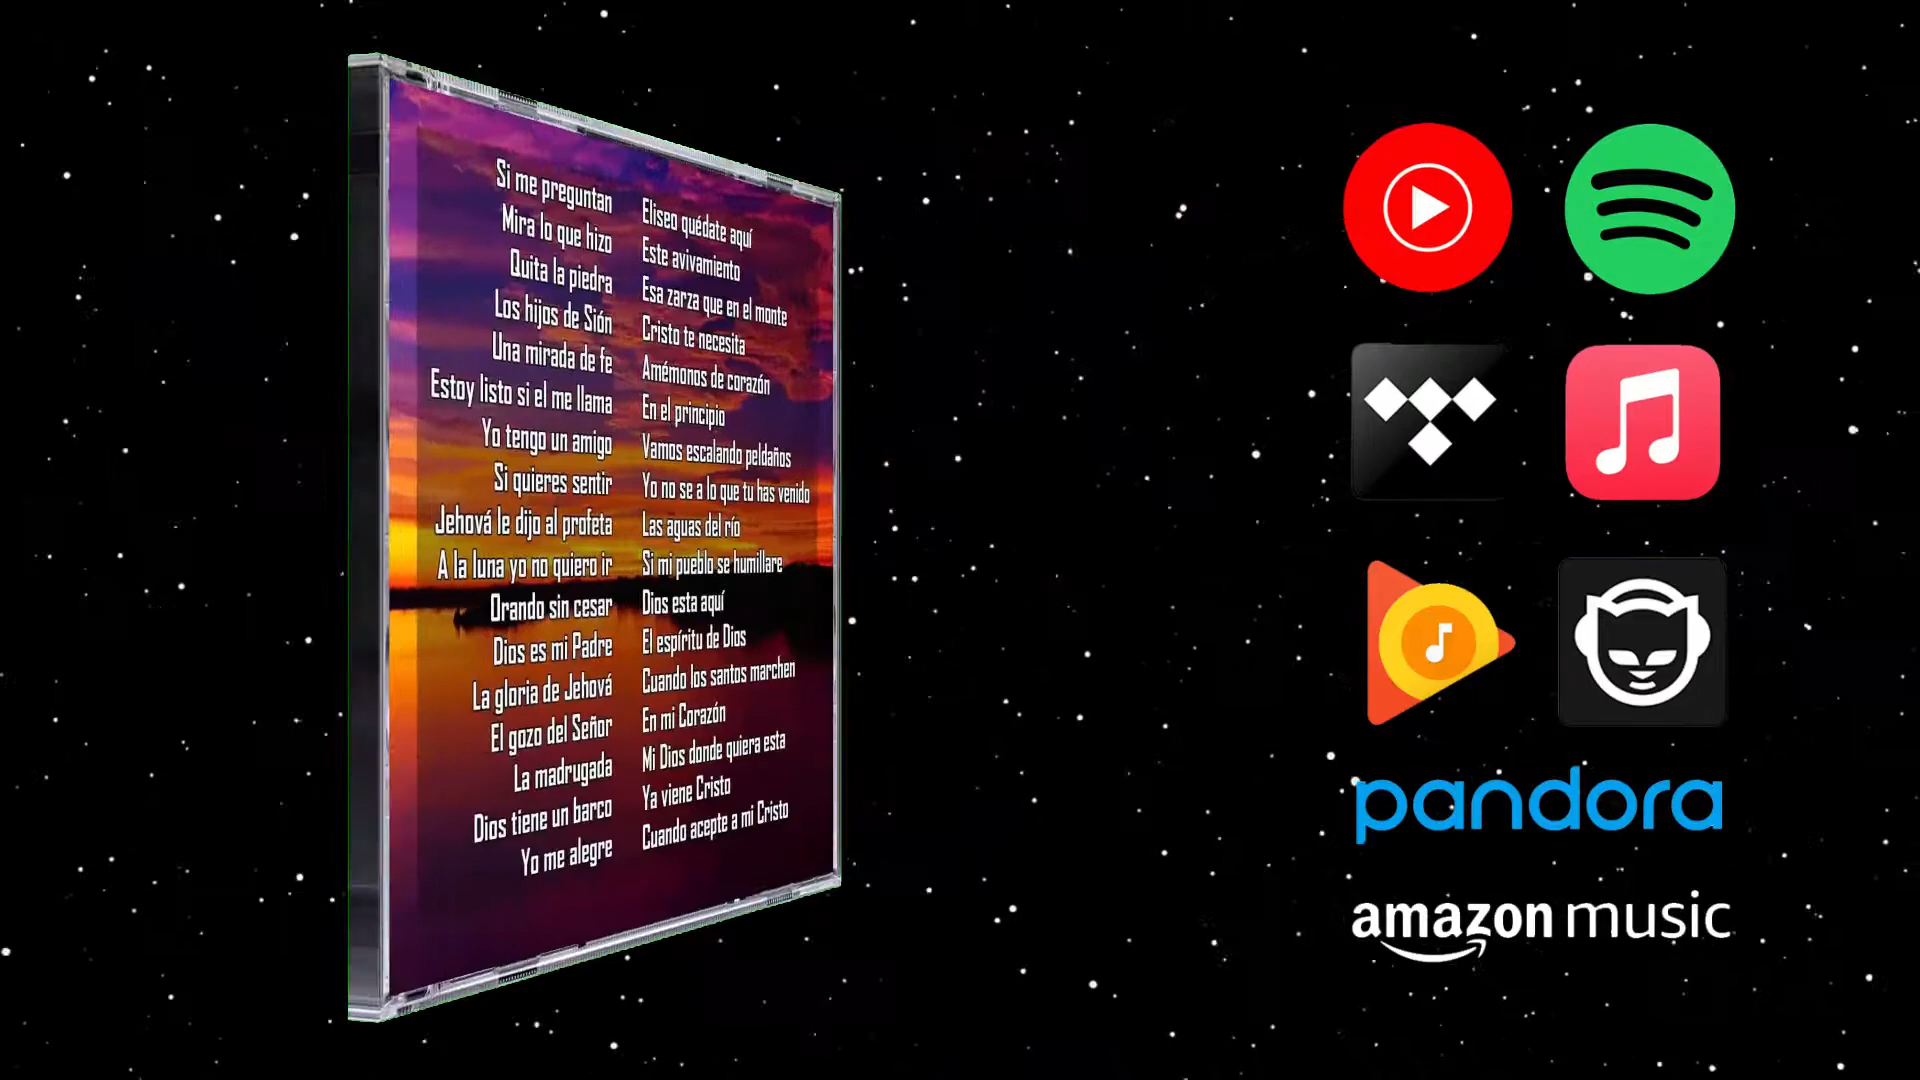 Si me preguntan
Mira lo que hizo
Quita la piedra
Los hijos de Sión
Una mirada de fe
Estoy listo si el me llama
Yo tengo un amigo
Si quieres sentir
Jehová le dijo al profeta
A la luna yo no quiero ir
Orando sin cesar
Dios es mi Padre
La gloria de Jehová
El gozo del Señor
La madrugada
Dios tiene un barco
Yo me alegre
Eliseo quédate aquí
Este avivamiento
Esa zarza que en el monte
Cristo te necesita
Amémonos de corazón
En el principio
Vamos escalando peldaños
Yo no se a lo que tu has venido
Las aguas del río
Si mi pueblo se humillare
Dios esta aquí
El espíritu de Dios
Cuando los santos marchen
En mi Corazón
Mi Dios donde quiera esta
Ya viene Cristo
Cuando acepte a mi Cristo
pandora
amazon music